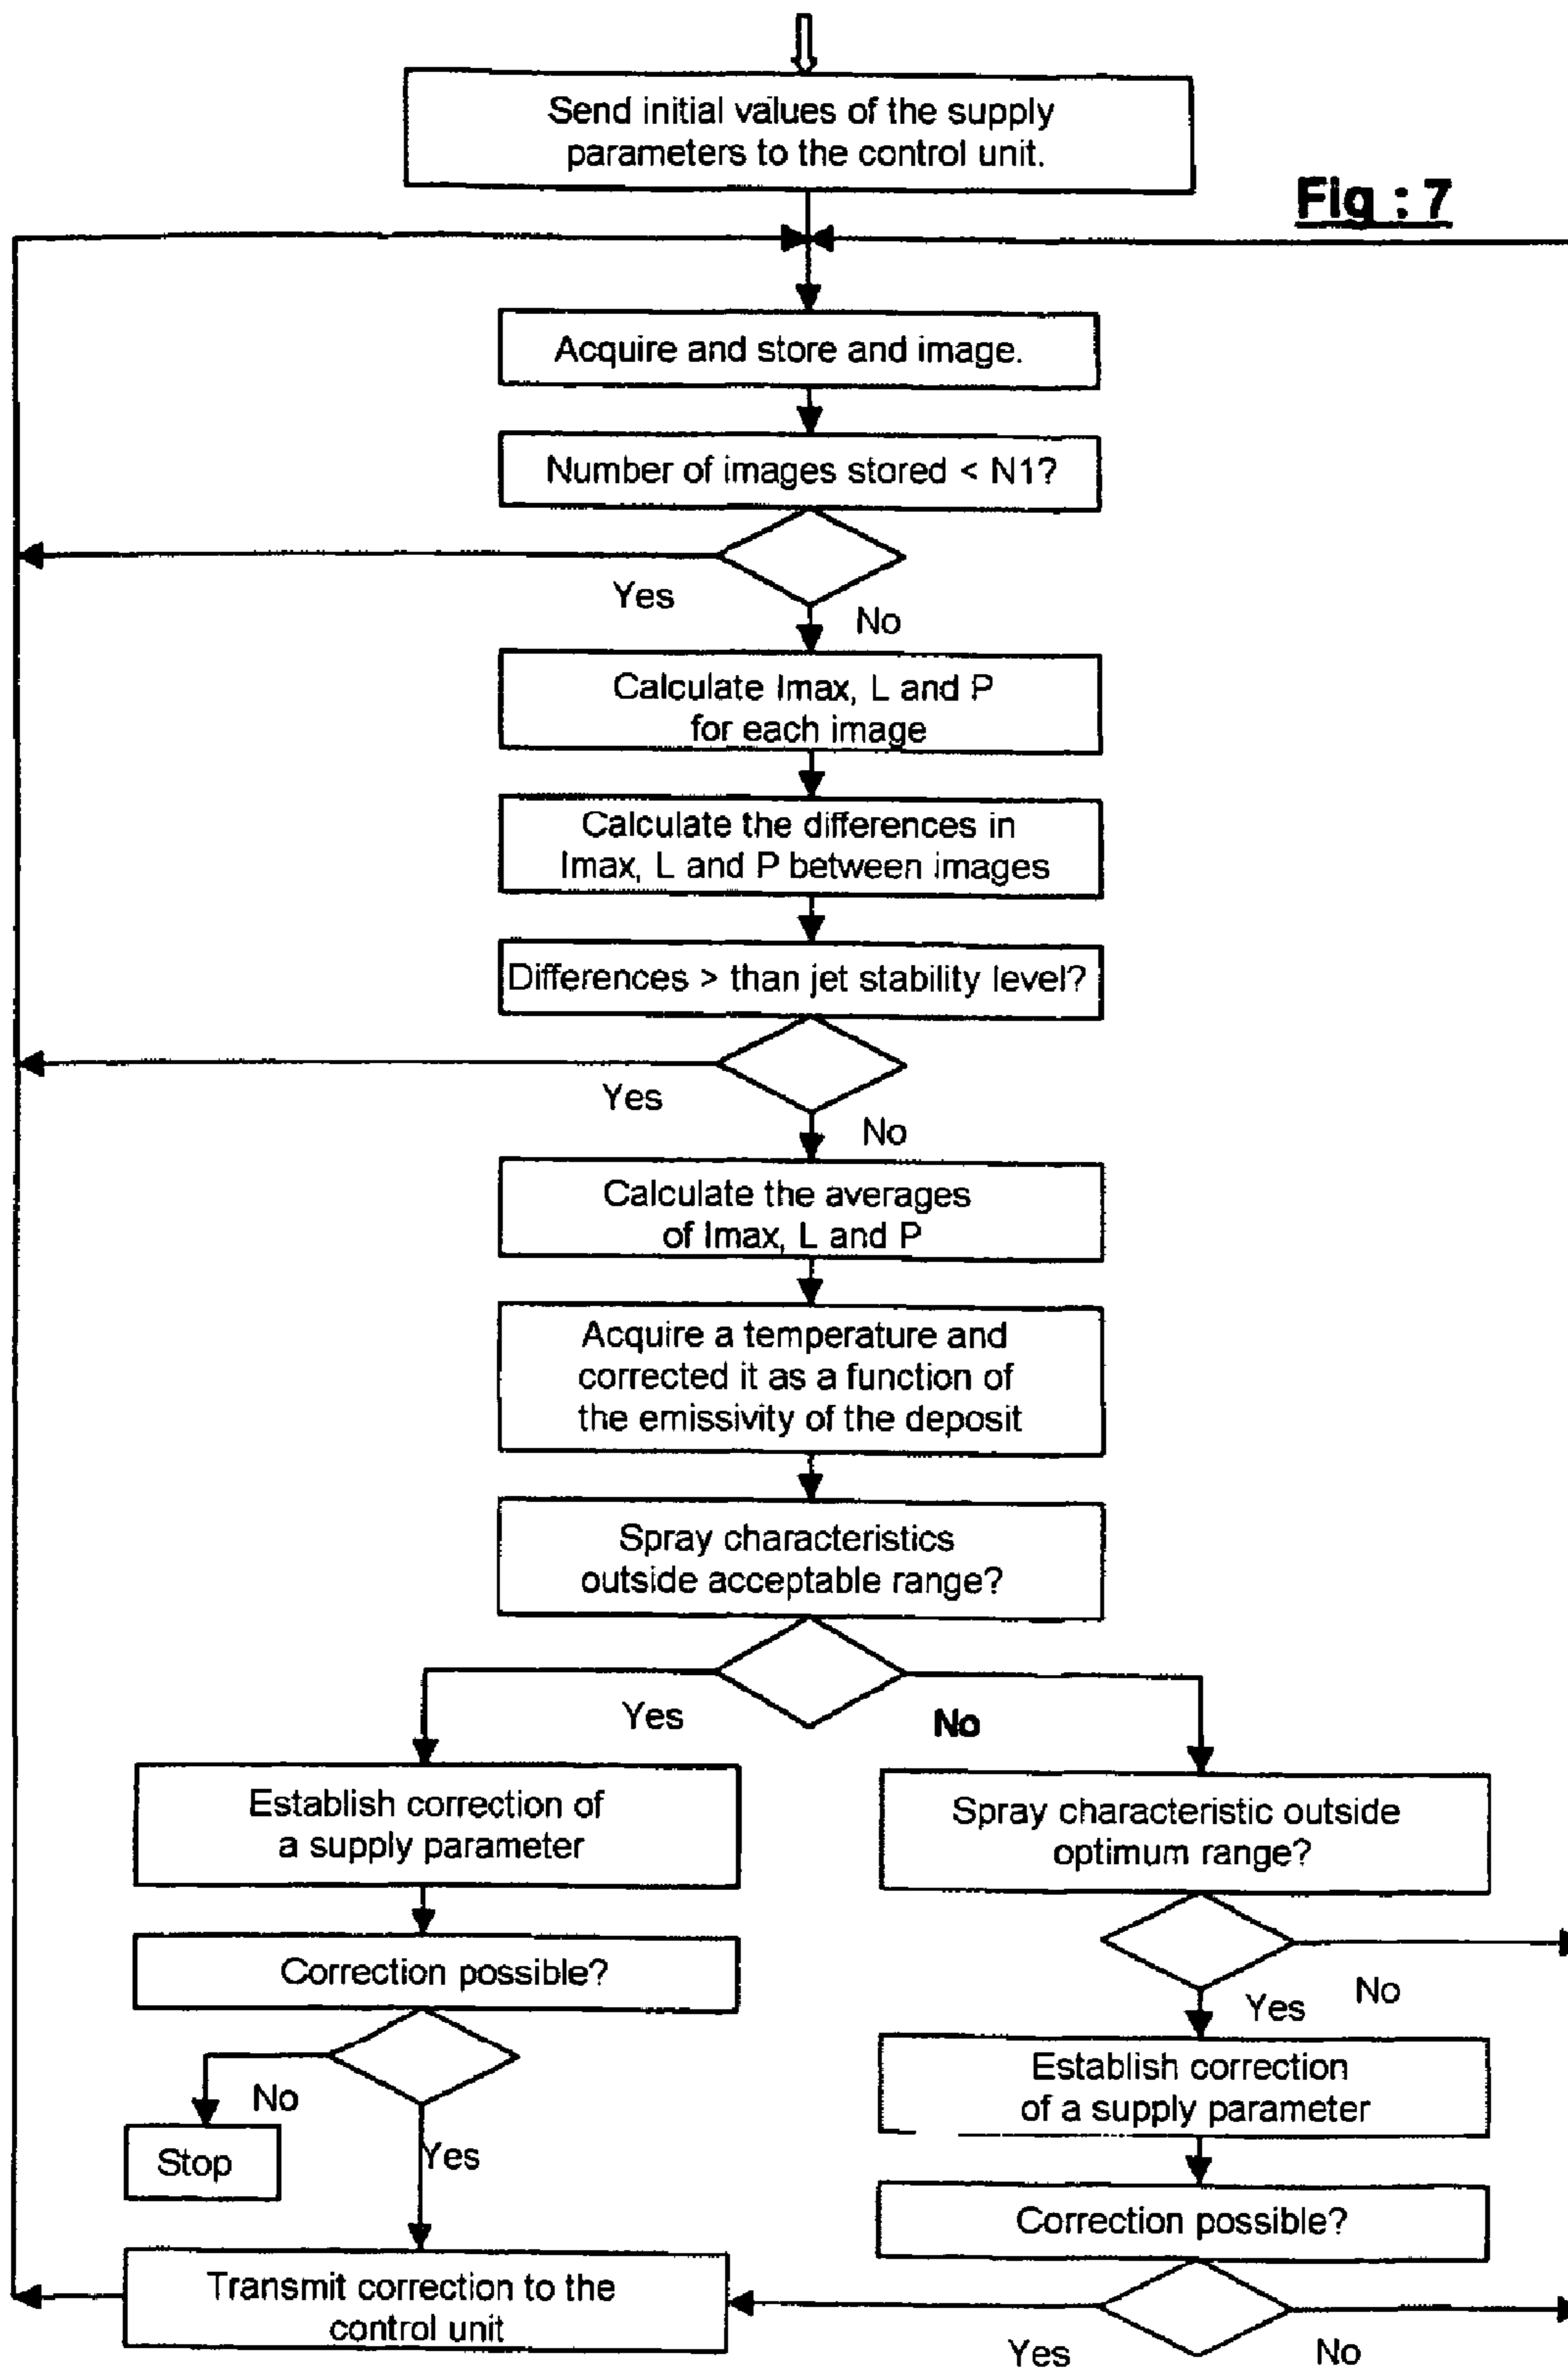 Send initial values of the supply
parameters to the control unit.
Fig : 7
Acquire and store and image.
Number of images stored < N1?
Yes
No
Calculate Imax, L and P
for each image
Calculate the differences in
Imax, L and P between images
Differences > than jet stability level?
Yes
No
Calculate the averages
of Imax, L and P
Acquire a temperature and
corrected it as a function of
the emissivity of the deposit
Spray characteristics
outside acceptable range?
Yes
No
Establish correction of
a supply parameter
Spray characteristic outside
optimum range?
Correction possible?
No
Yes
Establish correction
of a supply parameter
No
Stop
Yes
Correction possible?
Transmit correction to the
control unit
Yes
No